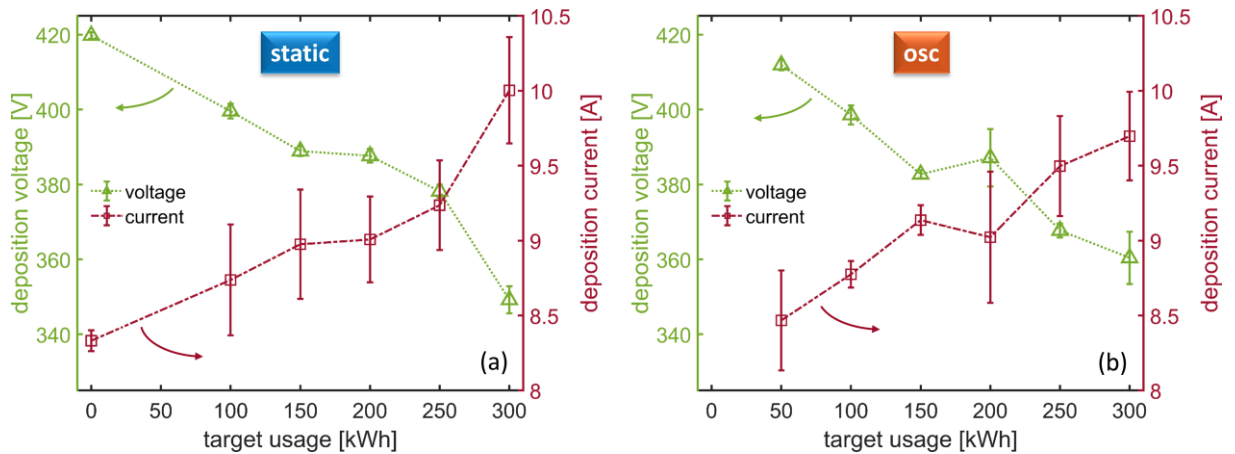 static
deposition voltage [V]
420
400
380
360
340
voltage
current
(a)
10.5
10
9.5
9
8.5
8
deposition current [A]
0 50 100 150 200 250 300
target usage [kWh]
osc
deposition voltage [V]
420
400
380
360
340
voltage
current
(b)
10.5
10
9.5
9
8.5
8
deposition current [A]
0 50 100 150 200 250 300
target usage [kWh]